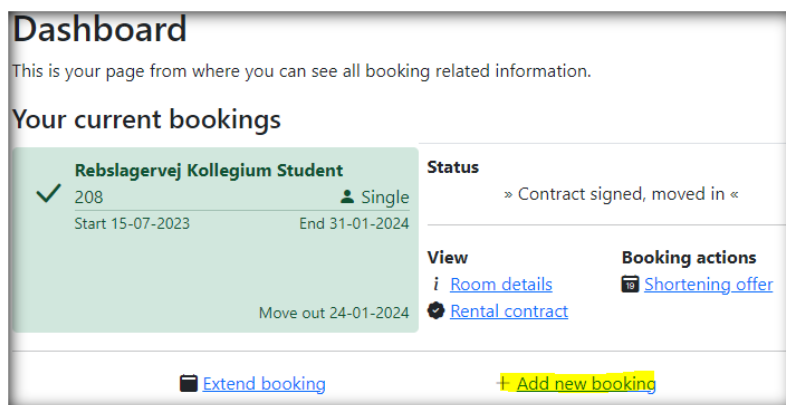 Dashboard
This is your page from where you can see all booking related information.
Your current bookings
Rebslagervej Kollegium Student
208 Single
Start 15-07-2023 End 31-01-2024
Move out 24-01-2024
Status
» Contract signed, moved in «
View
Room details
Rental contract
Booking actions
19 Shortening offer
Extend booking
+ Add new booking